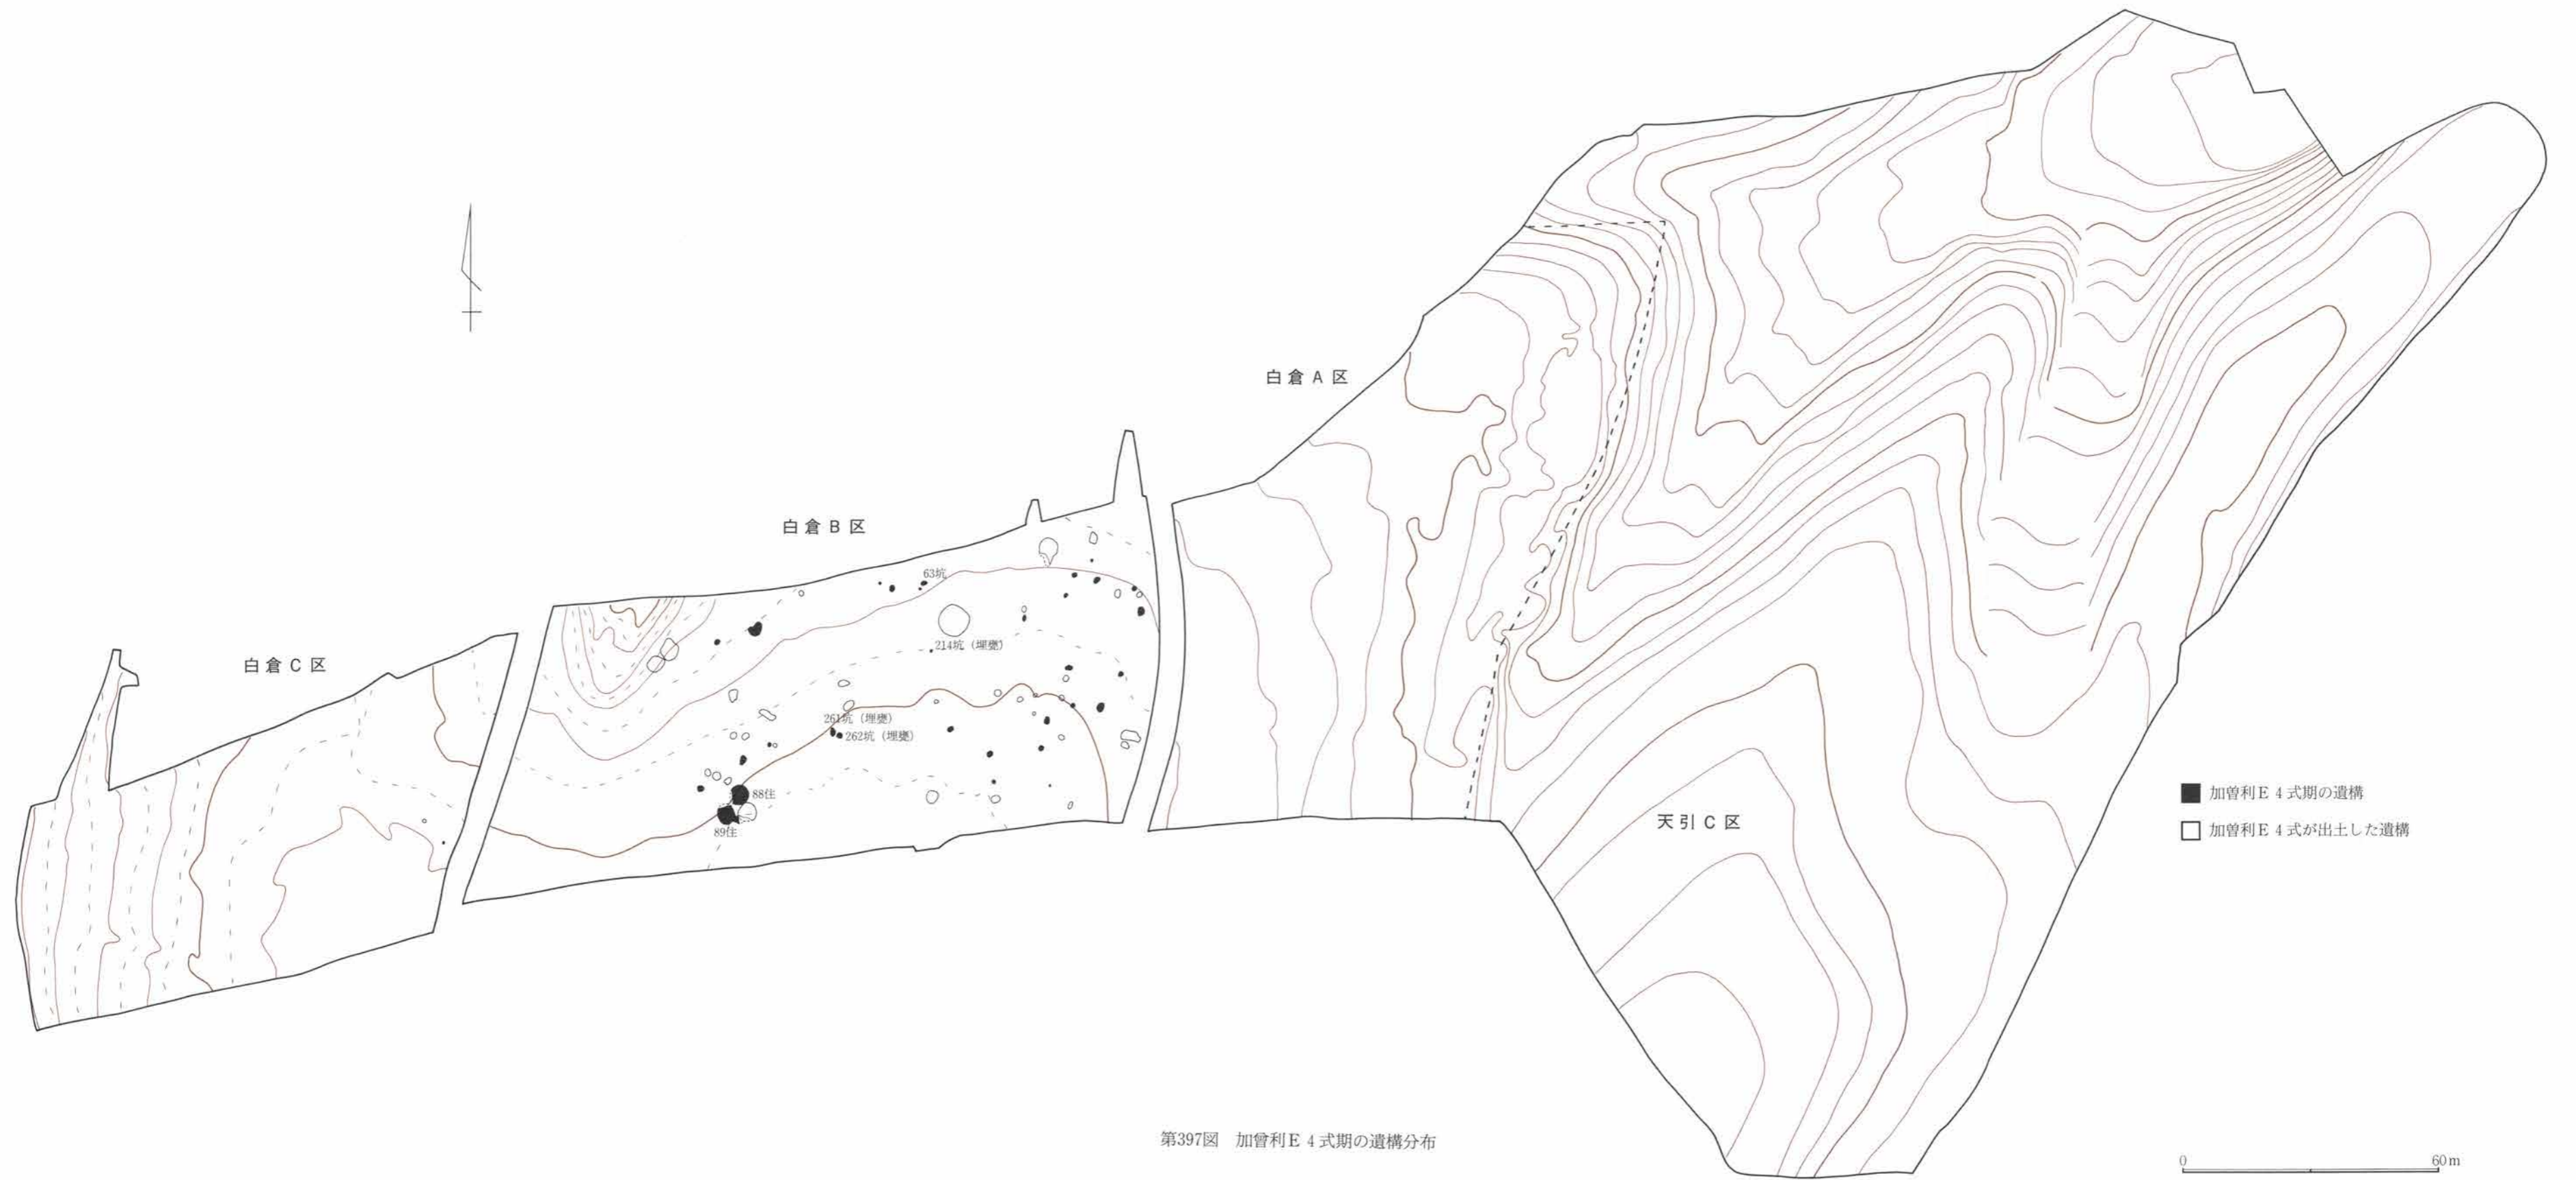 白倉A区
白倉B区
63坑
214坑（埋甕）
白倉C区
261坑（埋甕）
262坑（埋甕）
88住
89住
天引C区
加曽利E4式期の遺構
加曽利E4式が出土した遺構
第397図　加曾利E4式期の遺構分布
0　60m